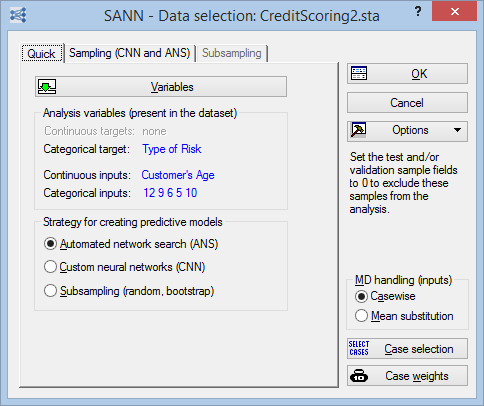 SANN - Data selection: CreditScoring2.sta
? ×
Quick Sampling (CNN and ANS) Subsampling
Variables
Analysis variables (present in the dataset)
Continuous targets: none
Categorical target: Type of Risk
Continuous inputs: Customer's Age
Categorical inputs: 12 9 6 5 10
Strategy for creating predictive models
Automated network search (ANS)
Custom neural networks (CNN)
Subsampling (random, bootstrap)
OK
Cancel
Options
Set the test and/or
validation sample fields
to 0 to exclude these
samples from the
analysis.
MD handling (inputs)
Casewise
Mean substitution
SELECT
CASES
Case selection
10
Case weights